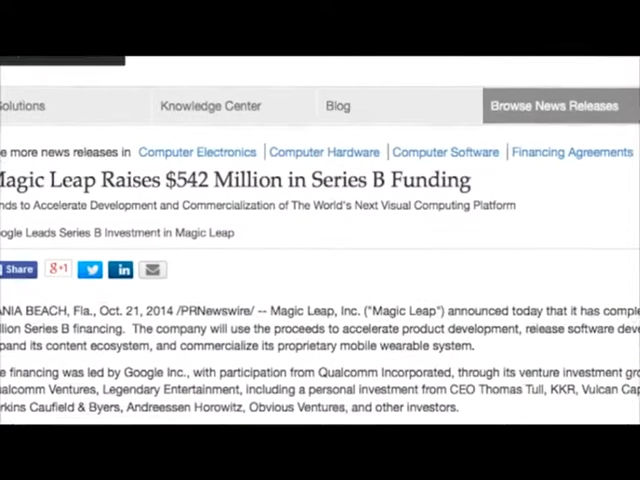 olutions Knowledge Center Blog Browse News Releases
e more news releases in Computer Electronics Computer Hardware Computer Software Financing Agreements
agic Leap Raises $542 Million in Series B Funding
nds to Accelerate Development and Commercialization of The World's Next Visual Computing Platform
ogle Leads Series B Investment in Magic Leap
Share g+1 in
ANIA BEACH, Fla., Oct. 21, 2014 /PRNewswire/ -- Magic Leap, Inc. ("Magic Leap") announced today that it has comple
llion Series B financing. The company will use the proceeds to accelerate product development, release software deve
pand its content ecosystem, and commercialize its proprietary mobile wearable system.
e financing was led by Google Inc., with participation from Qualcomm Incorporated, through its venture investment gro
ualcomm Ventures, Legendary Entertainment, including a personal investment from CEO Thomas Tull, KKR, Vulcan Cap
rkins Caufield & Byers, Andreessen Horowitz, Obvious Ventures, and other investors.